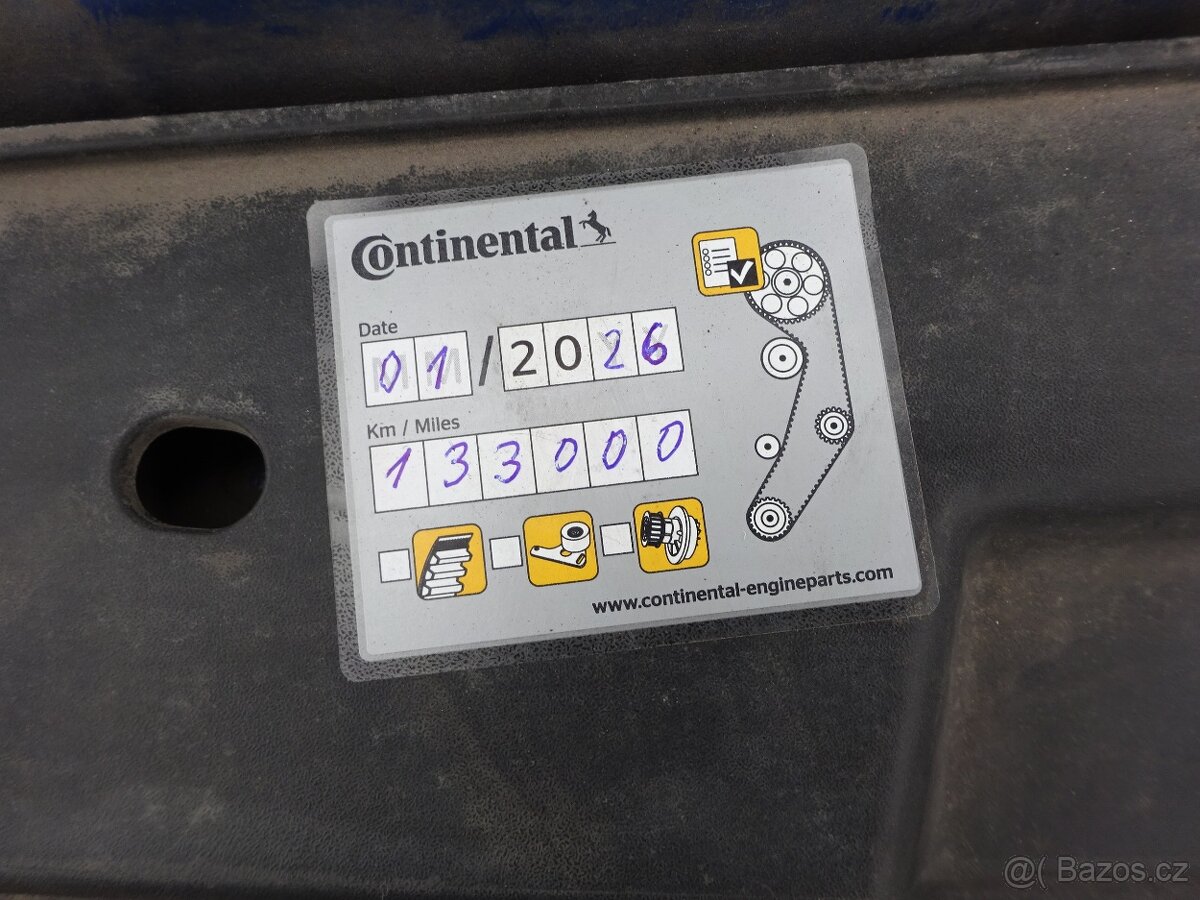 Continental
Date
01/2026
Km / Miles
133000
www.continental-engineparts.com
@( Bazos.cz